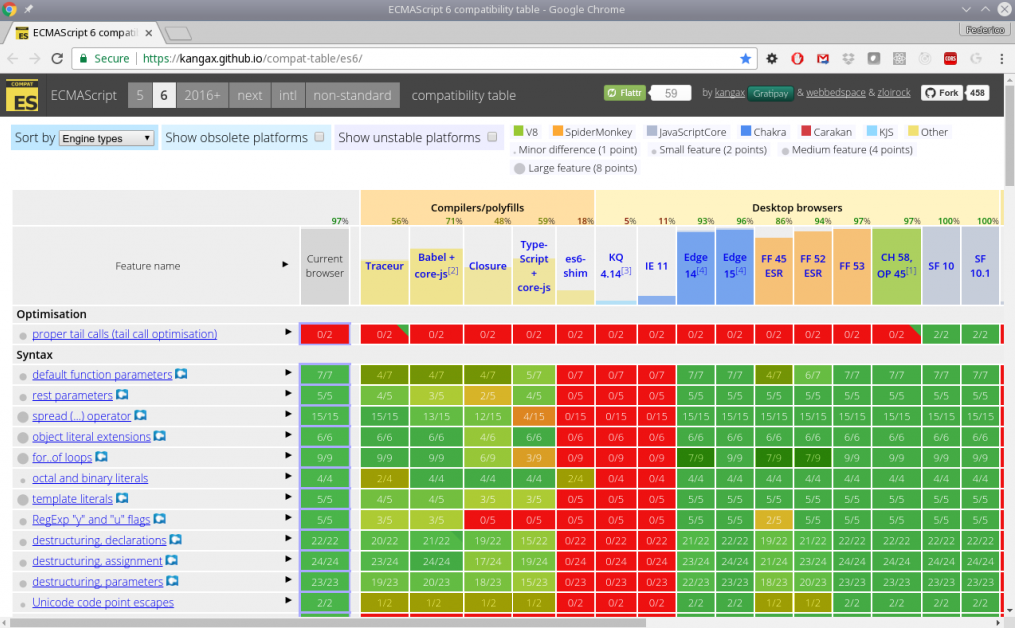 ECMAScript 6 compatibility table - Google Chrome
ECMAScript 6 compati
Federico
Secure https://kangax.github.io/compat-table/es6/
COMPAT ES ECMAScript 5 6 2016+ next intl non-standard compatibility table Flattr 59 by kangax Gratipay & webbedspace & zloirock Fork 458
Sort by Engine types Show obsolete platforms Show unstable platforms V8 SpiderMonkey JavaScriptCore Chakra Carakan KJS Other
Minor difference (1 point) Small feature (2 points) Medium feature (4 points)
Large feature (8 points)
Compilers/polyfills Desktop browsers
97% 56% 71% 48% 59% 18% 5% 11% 93% 96% 86% 94% 97% 97% 100% 100%
Feature name Current browser Traceur Babel + core-js[2] Closure Type-Script + core-js es6-shim KQ 4.14[3] IE 11 Edge 14[4] Edge 15[4] FF 45 ESR FF 52 ESR FF 53 CH 58, OP 45[1] SF 10 SF 10.1
Optimisation
proper tail calls (tail call optimisation) 0/2 0/2 0/2 0/2 0/2 0/2 0/2 0/2 0/2 0/2 0/2 0/2 0/2 0/2 2/2 2/2
Syntax
default function parameters 7/7 4/7 4/7 4/7 5/7 0/7 0/7 0/7 7/7 7/7 4/7 6/7 7/7 7/7 7/7 7/7
rest parameters 5/5 4/5 3/5 2/5 4/5 0/5 0/5 0/5 5/5 5/5 5/5 5/5 5/5 5/5 5/5 5/5
spread (...) operator 15/15 15/15 13/15 12/15 4/15 0/15 0/15 0/15 15/15 15/15 15/15 15/15 15/15 15/15 15/15 15/15
object literal extensions 6/6 6/6 6/6 4/6 6/6 0/6 0/6 0/6 6/6 6/6 6/6 6/6 6/6 6/6 6/6 6/6
for..of loops 9/9 9/9 9/9 6/9 3/9 0/9 0/9 0/9 7/9 9/9 7/9 7/9 9/9 9/9 9/9 9/9
octal and binary literals 4/4 2/4 4/4 4/4 4/4 2/4 0/4 0/4 4/4 4/4 4/4 4/4 4/4 4/4 4/4 4/4
template literals 5/5 4/5 4/5 3/5 3/5 0/5 0/5 0/5 5/5 5/5 5/5 5/5 5/5 5/5 5/5 5/5
RegExp "y" and "u" flags 5/5 3/5 3/5 0/5 0/5 0/5 0/5 0/5 5/5 5/5 2/5 5/5 5/5 5/5 5/5 5/5
destructuring, declarations 22/22 20/22 21/22 19/22 15/22 0/22 0/22 0/22 21/22 22/22 19/22 21/22 22/22 22/22 22/22 22/22
destructuring, assignment 24/24 23/24 24/24 17/24 19/24 0/24 0/24 0/24 23/24 24/24 21/24 23/24 24/24 24/24 24/24 24/24
destructuring, parameters 23/23 19/23 20/23 18/23 15/23 0/23 0/23 0/23 22/23 23/23 18/23 20/23 23/23 23/23 23/23 23/23
Unicode code point escapes 2/2 1/2 1/2 1/2 1/2 0/2 0/2 0/2 2/2 2/2 1/2 1/2 2/2 2/2 2/2 2/2